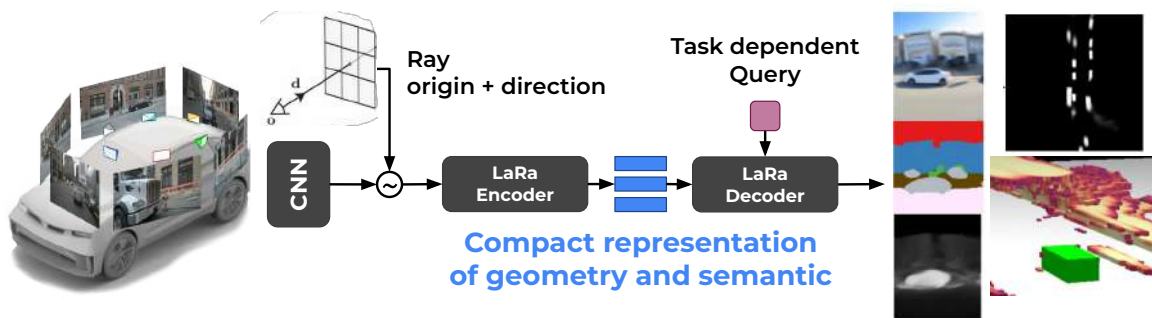 Ray
origin + direction
d
o
CNN
~
LaRa
Encoder
Task dependent
Query
LaRa
Decoder
Compact representation
of geometry and semantic